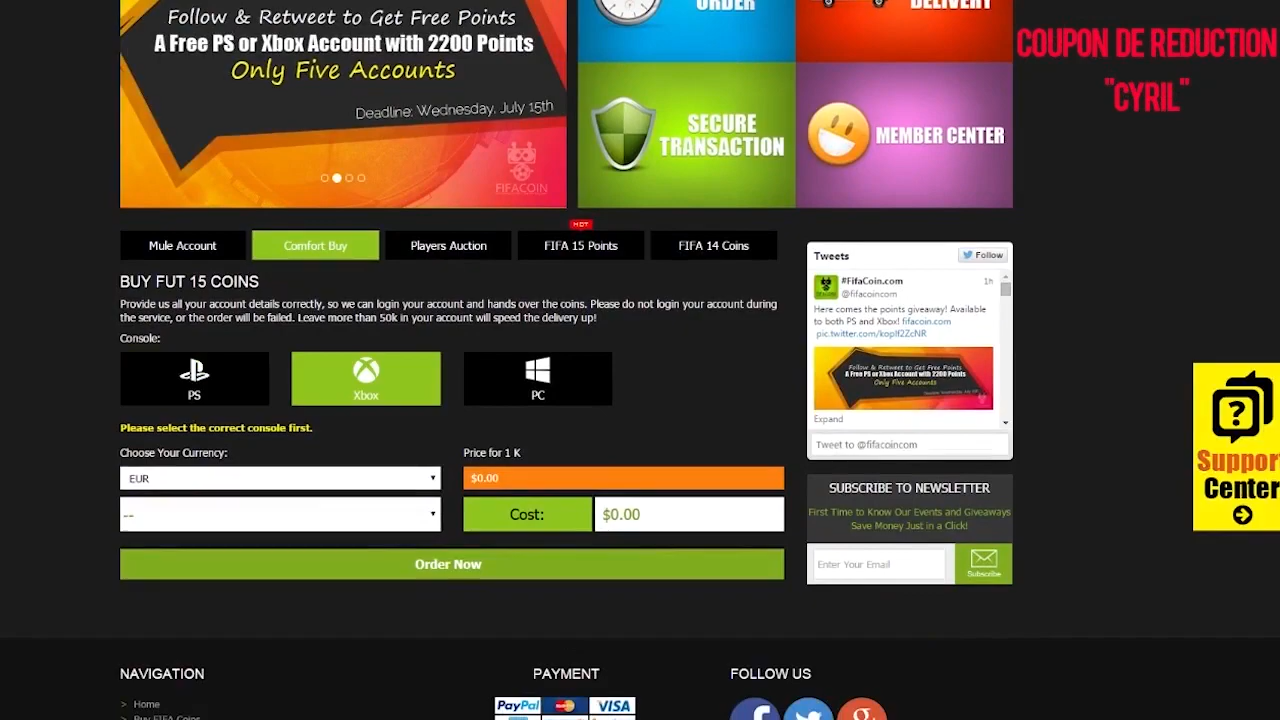 Follow & Retweet to Get Free Points
A Free PS or Xbox Account with 2200 Points
Only Five Accounts
Deadline: Wednesday, July 15th
FIFACOIN
ORDER
DELIVERY
SECURE
TRANSACTION
MEMBER CENTER
COUPON DE REDUCTION
"CYRIL"
HOT
Mule Account
Comfort Buy
Players Auction
FIFA 15 Points
FIFA 14 Coins
BUY FUT 15 COINS
Provide us all your account details correctly, so we can login your account and hands over the coins. Please do not login your account during
the service, or the order will be failed. Leave more than 50k in your account will speed the delivery up!
Console:
PS
Xbox
PC
Please select the correct console first.
Choose Your Currency:
Price for 1 K
EUR
$0.00
--
Cost:
$0.00
Order Now
Tweets
Follow
#FifaCoin.com
1h
@fifacoincom
Here comes the points giveaway! Available
to both PS and Xbox! fifacoin.com
pic.twitter.com/koplf2ZcNR
Follow & Retweet to Get Free Points
A Free PS or Xbox Account with 2200 Points
Only Five Accounts
Expand
Tweet to @fifacoincom
SUBSCRIBE TO NEWSLETTER
First Time to Know Our Events and Giveaways
Save Money Just in a Click!
Enter Your Email
Subscribe
Support
Center
NAVIGATION
PAYMENT
FOLLOW US
> Home
> Buy FIFA Coins
PayPal
MasterCard
VISA